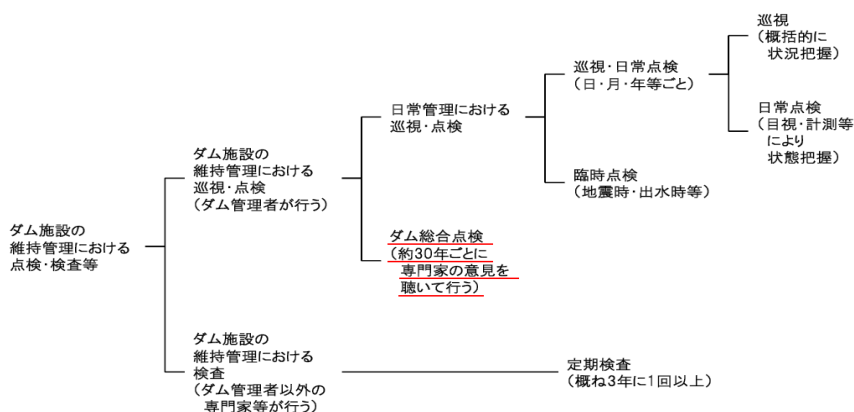 ダム施設の
維持管理における
点検・検査等
ダム施設の
維持管理における
巡視・点検
(ダム管理者が行う)
日常管理における
巡視・点検
巡視・日常点検
(日・月・年等ごと)
巡視
(概括的に
状況把握)
日常点検
(目視・計測等
により
状態把握)
臨時点検
(地震時・出水時等)
ダム総合点検
(約30年ごとに
専門家の意見を
聴いて行う)
ダム施設の
維持管理における
検査
(ダム管理者以外の
専門家等が行う)
定期検査
(概ね3年に1回以上)